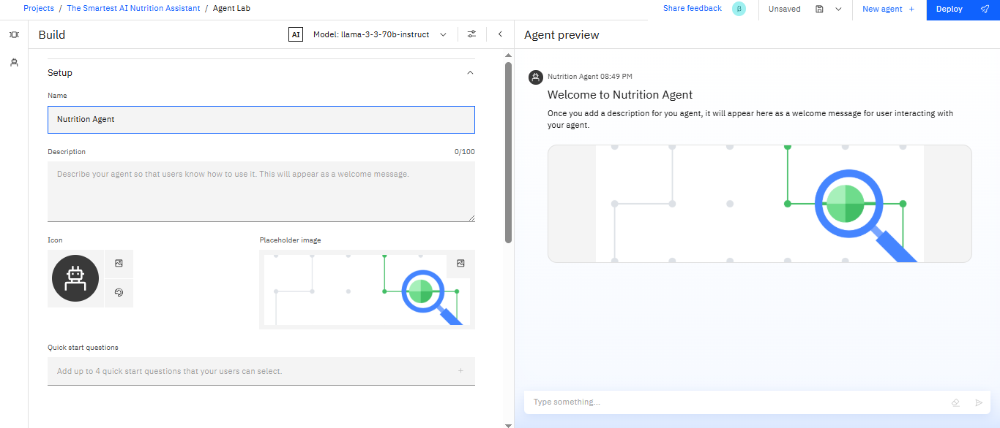 Projects / The Smartest AI Nutrition Assistant / Agent Lab
Share feedback β Unsaved New agent + Deploy
Build
AI Model: llama-3-3-70b-instruct
Agent preview
Setup
Name
Nutrition Agent
Description 0/100
Describe your agent so that users know how to use it. This will appear as a welcome message.
Icon
Placeholder image
Quick start questions
Add up to 4 quick start questions that your users can select. +
Nutrition Agent 08:49 PM
Welcome to Nutrition Agent
Once you add a description for you agent, it will appear here as a welcome message for user interacting with
your agent.
Type something...